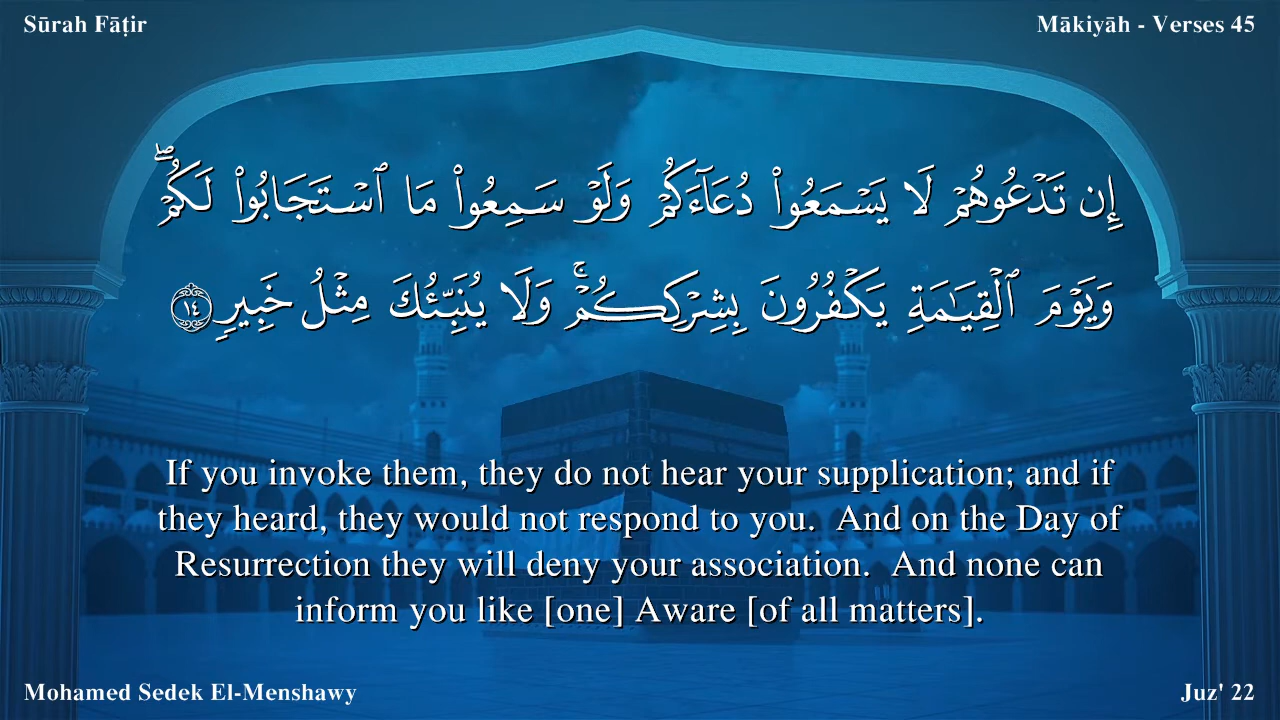 Sūrah Fāṭir
Mākiyāh - Verses 45
إِن تَدْعُوهُمْ لَا يَسْمَعُوا۟ دُعَآءَكُمْ وَلَوْ سَمِعُوا۟ مَا ٱسْتَجَابُوا۟ لَكُمْ ۖ
وَيَوْمَ ٱلْقِيَـٰمَةِ يَكْفُرُونَ بِشِرْكِكُمْ ۚ وَلَا يُنَبِّئُكَ مِثْلُ خَبِيرٍ ١٤
If you invoke them, they do not hear your supplication; and if
they heard, they would not respond to you.  And on the Day of
Resurrection they will deny your association.  And none can
inform you like [one] Aware [of all matters].
Mohamed Sedek El-Menshawy
Juz' 22